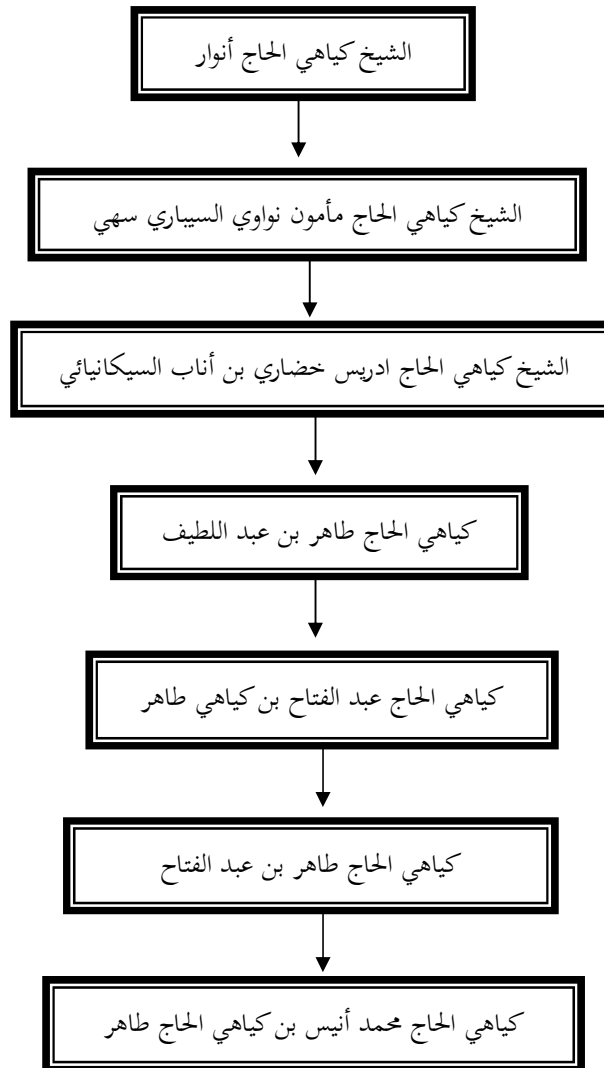 الشيخ كياهي الحاج أنوار
الشيخ كياهي الحاج مأمون نواوي السيباري سهي
الشيخ كياهي الحاج ادريس خضاري بن أناب السيكانيائي
كياهي الحاج طاهر بن عبد اللطيف
كياهي الحاج عبد الفتاح بن كياهي طاهر
كياهي الحاج طاهر بن عبد الفتاح
كياهي الحاج محمد أنيس بن كياهي الحاج طاهر